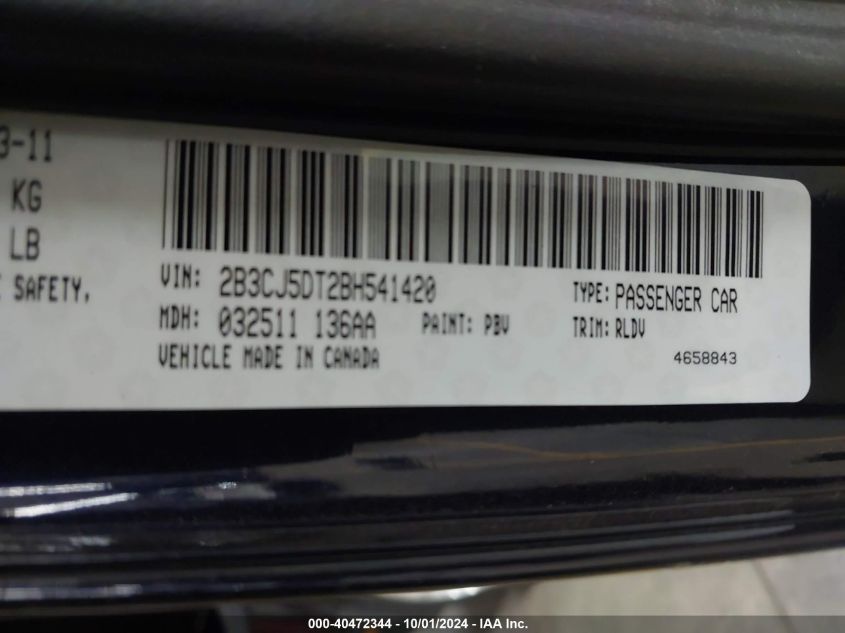 3-11
KG
LB
SAFETY,
VIN: 2B3CJ5DT2BH541420
TYPE: PASSENGER CAR
MDH: 032511 136AA
PAINT: PBV
TRIM: RLDV
VEHICLE MADE IN CANADA
4658843
000-40472344 - 10/01/2024 - IAA Inc.